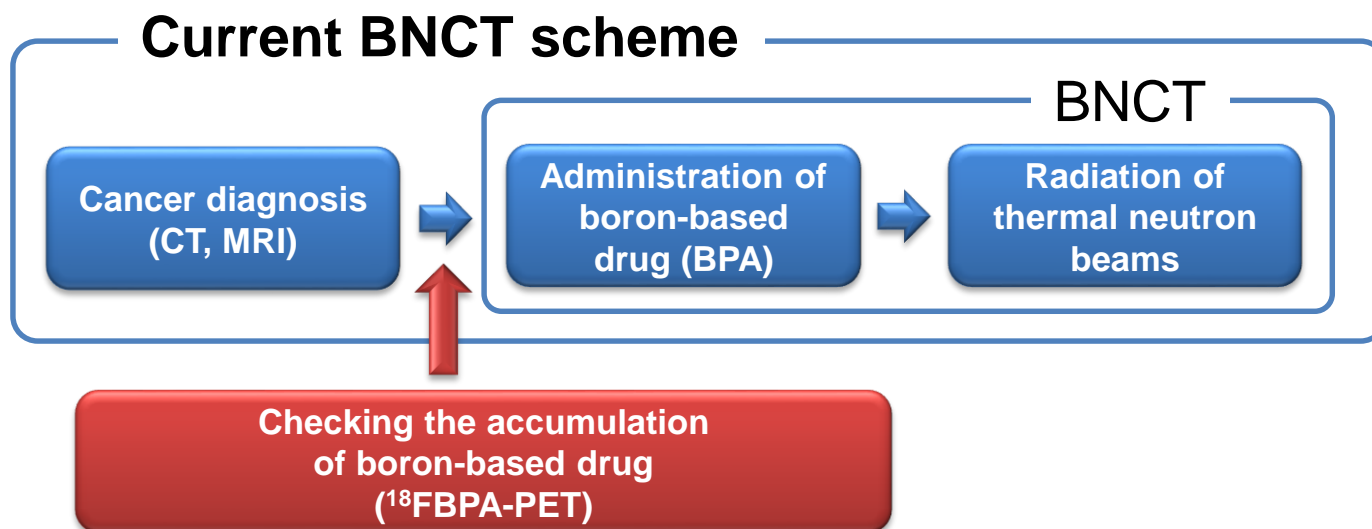 Current BNCT scheme
BNCT
Cancer diagnosis
(CT, MRI)
Administration of
boron-based
drug (BPA)
Radiation of
thermal neutron
beams
Checking the accumulation
of boron-based drug
(¹⁸FBPA-PET)